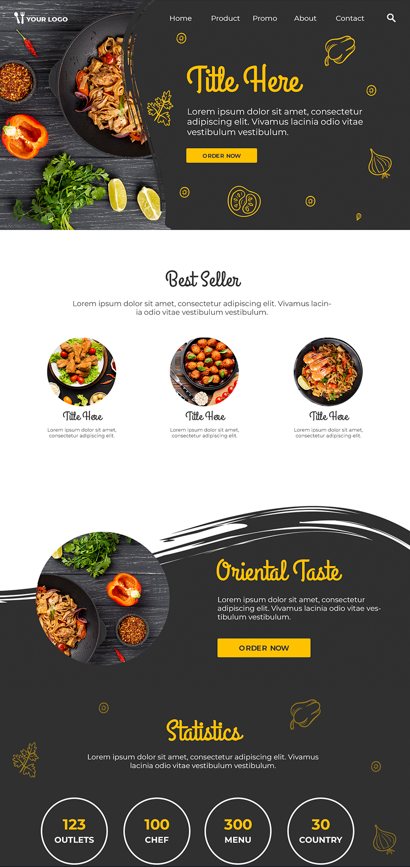 YOUR LOGO
Home Product Promo About Contact
Title Here
Lorem ipsum dolor sit amet, consectetur
adipiscing elit. Vivamus lacinia odio vitae
vestibulum vestibulum.
ORDER NOW
Best Seller
Lorem ipsum dolor sit amet, consectetur adipiscing elit. Vivamus lacin-
ia odio vitae vestibulum vestibulum.
Title Here
Lorem ipsum dolor sit amet,
consectetur adipiscing elit.
Title Here
Lorem ipsum dolor sit amet,
consectetur adipiscing elit.
Title Here
Lorem ipsum dolor sit amet,
consectetur adipiscing elit.
Oriental Taste
Lorem ipsum dolor sit amet, consectetur
adipiscing elit. Vivamus lacinia odio vitae ves-
tibulum vestibulum.
ORDER NOW
Statistics
Lorem ipsum dolor sit amet, consectetur adipiscing elit. Vivamus
lacinia odio vitae vestibulum vestibulum.
123
OUTLETS
100
CHEF
300
MENU
30
COUNTRY